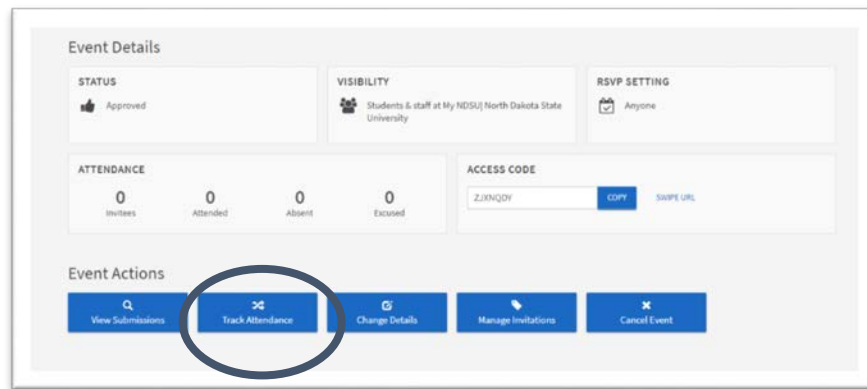 Event Details
STATUS
Approved
VISIBILITY
Students & staff at My NDSU| North Dakota State
University
RSVP SETTING
Anyone
ATTENDANCE
0
Invitees
0
Attended
0
Absent
0
Excused
ACCESS CODE
ZJXNQDY
COPY
SWIPE URL
Event Actions
View Submissions
Track Attendance
Change Details
Manage Invitations
Cancel Event